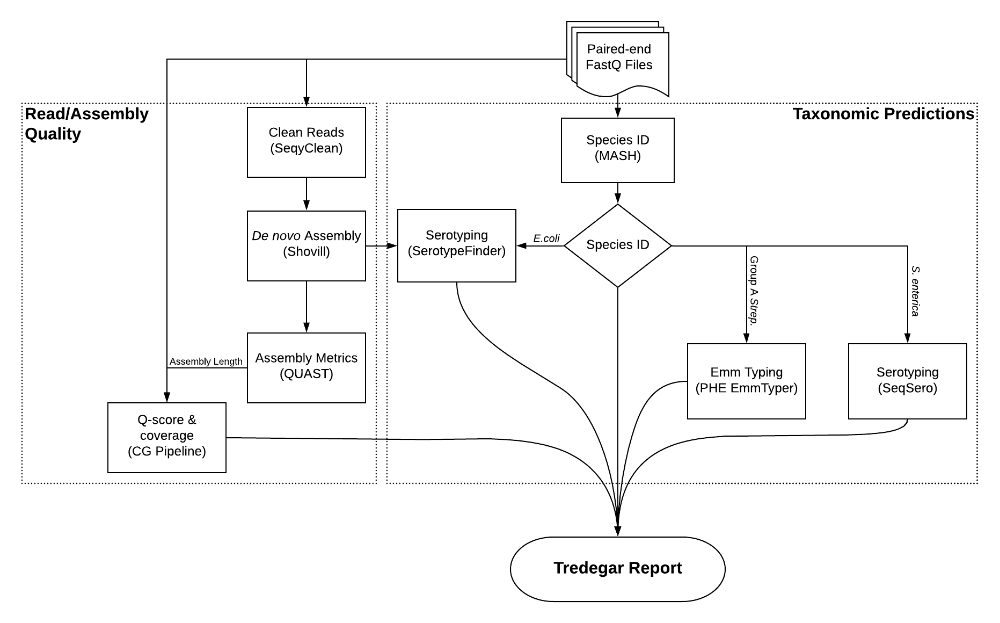 Paired-end
FastQ Files
Read/Assembly
Quality
Taxonomic Predictions
Clean Reads
(SeqyClean)
Species ID
(MASH)
De novo Assembly
(Shovill)
Serotyping
(SerotypeFinder)
E.coli
Species ID
Group A Strep.
S. enterica
Assembly Length
Assembly Metrics
(QUAST)
Emm Typing
(PHE EmmTyper)
Serotyping
(SeqSero)
Q-score &
coverage
(CG Pipeline)
Tredegar Report